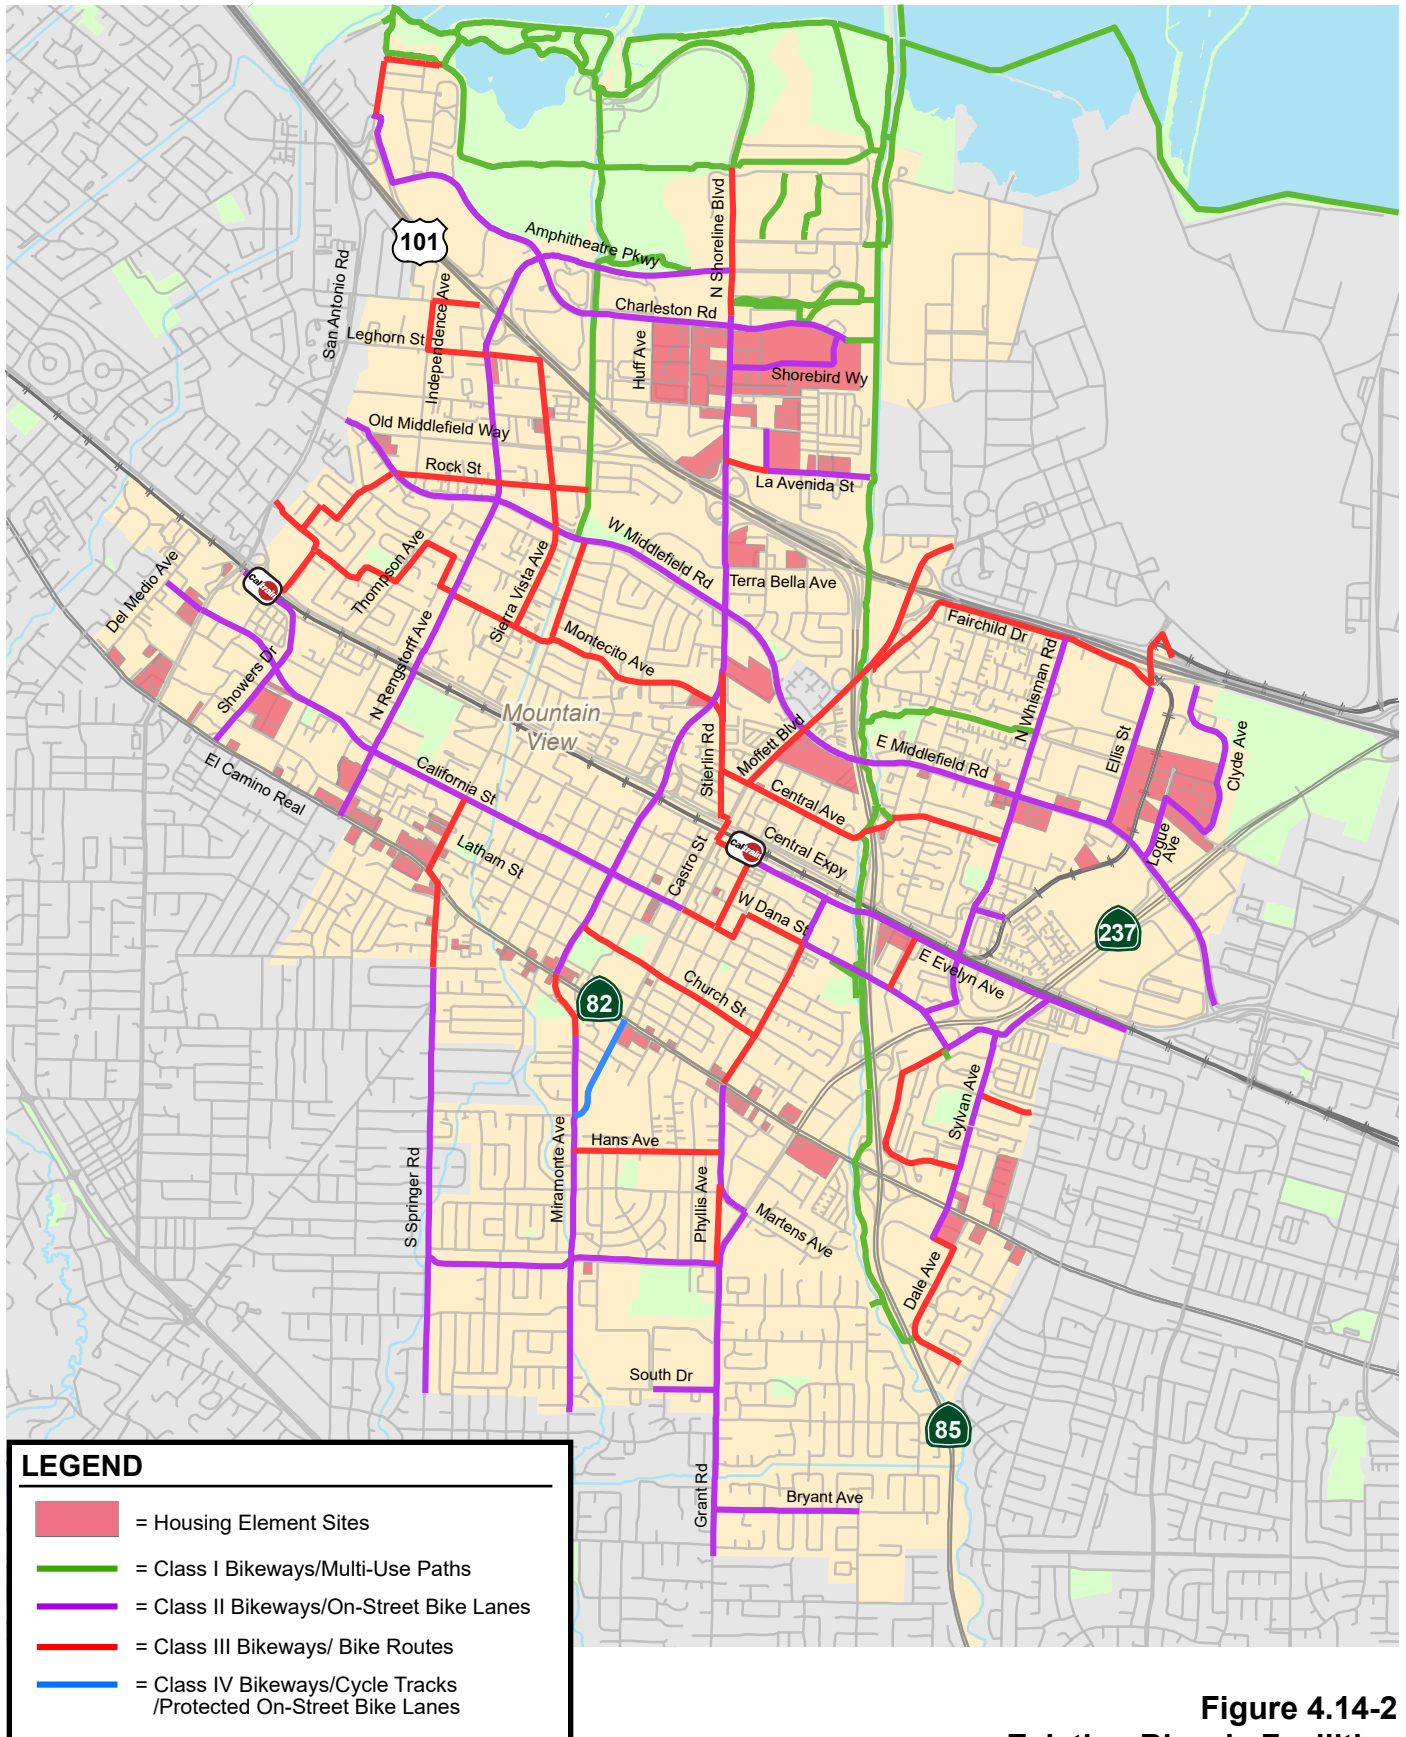 101
San Antonio Rd
Amphitheatre Pkwy
N Shoreline Blvd
Independence Ave
Charleston Rd
Leghorn St
Huff Ave
Shorebird Wy
Old Middlefield Way
Rock St
La Avenida St
W Middlefield Rd
Thompson Ave
Sierra Vista Ave
Terra Bella Ave
Del Medio Ave
Caltrain
Fairchild Dr
Montecito Ave
N Rengstorff Ave
N Whisman Rd
Showers Dr
Mountain
View
Stierlin Rd
Moffett Blvd
E Middlefield Rd
Ellis St
Clyde Ave
El Camino Real
California St
Central Ave
Latham St
Castro St
Caltrain
Central Expy
Logue
Ave
W Dana St
237
E Evelyn Ave
82
Church St
Sylvan Ave
Hans Ave
Miramonte Ave
S Springer Rd
Phyllis Ave
Martens Ave
Dale Ave
South Dr
85
Grant Rd
Bryant Ave
LEGEND
= Housing Element Sites
= Class I Bikeways/Multi-Use Paths
= Class II Bikeways/On-Street Bike Lanes
= Class III Bikeways/ Bike Routes
= Class IV Bikeways/Cycle Tracks
/Protected On-Street Bike Lanes
Figure 4.14-2
Existing Bicycle Facilities